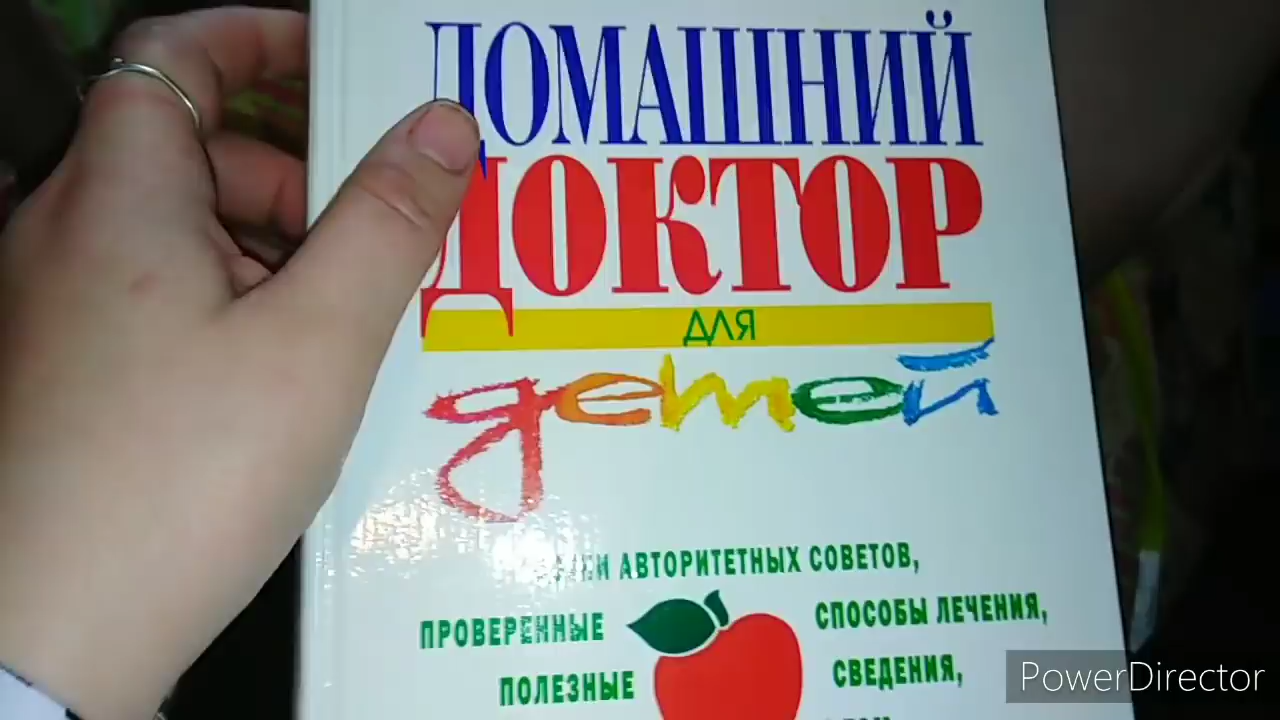 ДОМАШНИЙ
ДОКТОР
ДЛЯ
детей
АВТОРИТЕТНЫХ СОВЕТОВ,
ПРОВЕРЕННЫЕ СПОСОБЫ ЛЕЧЕНИЯ,
ПОЛЕЗНЫЕ СВЕДЕНИЯ,
PowerDirector